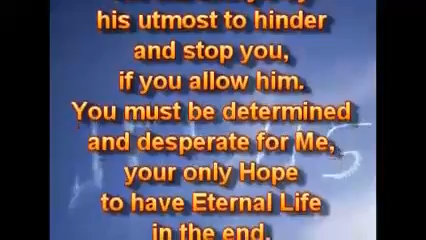 his utmost to hinder
and stop you,
if you allow him.
You must be determined
and desperate for Me,
your only Hope
to have Eternal Life
in the end.